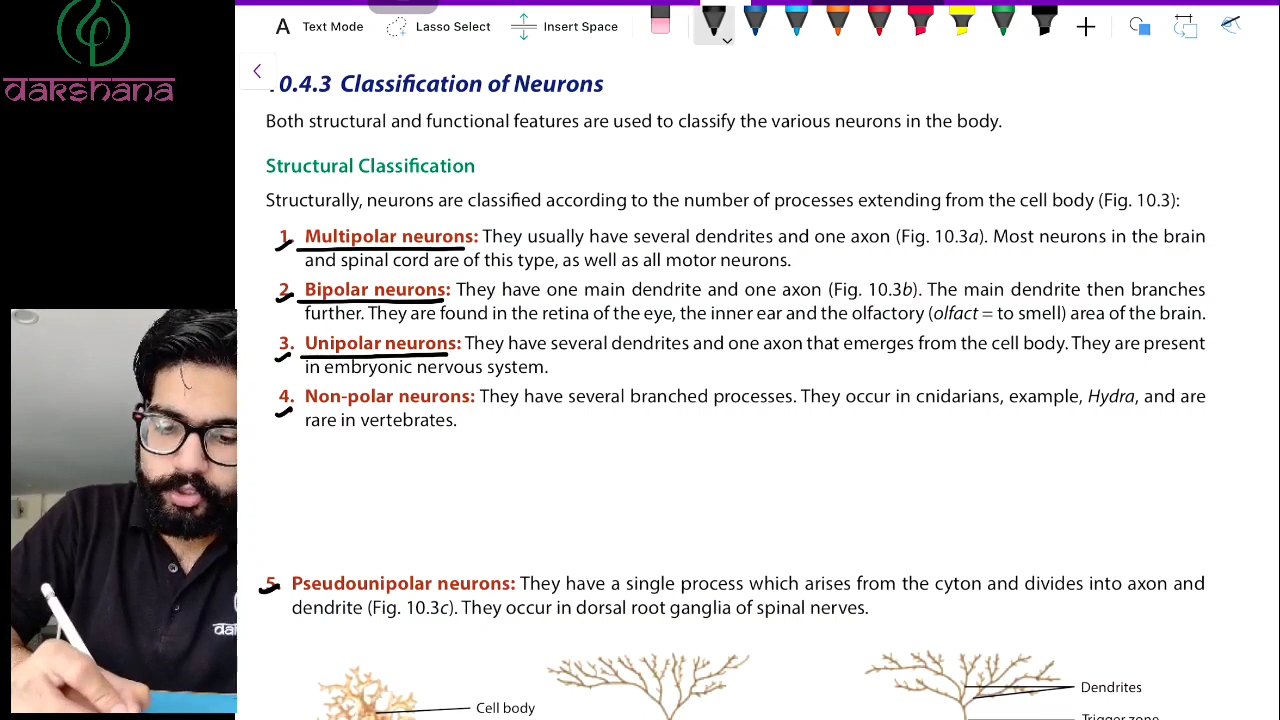 dakshana
A Text Mode Lasso Select Insert Space
0.4.3 Classification of Neurons
Both structural and functional features are used to classify the various neurons in the body.
Structural Classification
Structurally, neurons are classified according to the number of processes extending from the cell body (Fig. 10.3):
1. Multipolar neurons: They usually have several dendrites and one axon (Fig. 10.3a). Most neurons in the brain
and spinal cord are of this type, as well as all motor neurons.
2. Bipolar neurons: They have one main dendrite and one axon (Fig. 10.3b). The main dendrite then branches
further. They are found in the retina of the eye, the inner ear and the olfactory (olfact = to smell) area of the brain.
3. Unipolar neurons: They have several dendrites and one axon that emerges from the cell body. They are present
in embryonic nervous system.
4. Non-polar neurons: They have several branched processes. They occur in cnidarians, example, Hydra, and are
rare in vertebrates.
5. Pseudounipolar neurons: They have a single process which arises from the cyton and divides into axon and
dendrite (Fig. 10.3c). They occur in dorsal root ganglia of spinal nerves.
Dendrites
Cell body
Trigger zone